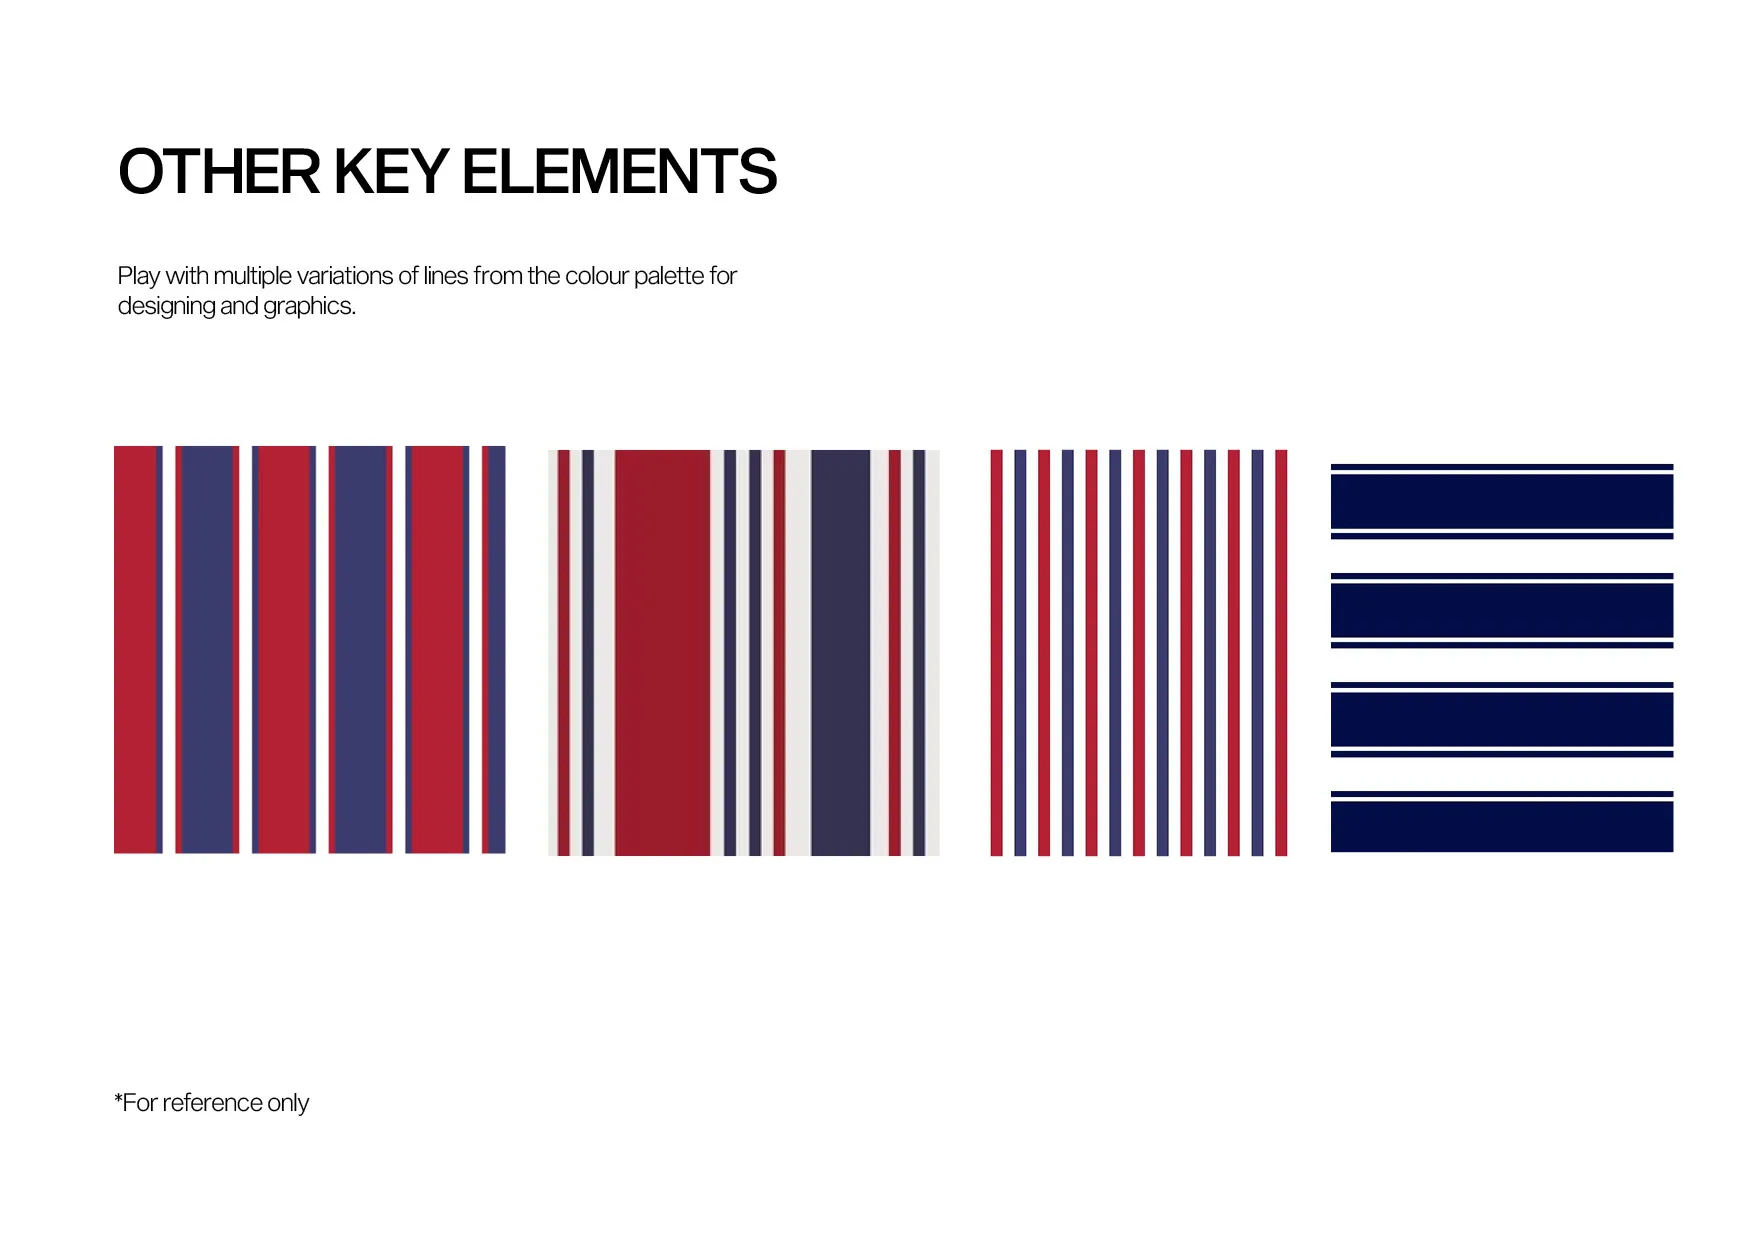 OTHER KEY ELEMENTS
Play with multiple variations of lines from the colour palette for
designing and graphics.
*For reference only